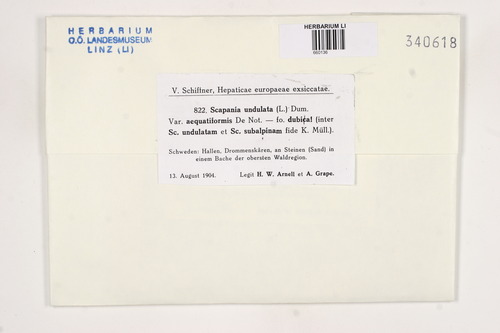 HERBARIUM
O.Ö. LANDESMUSEUM
LINZ (LI)
HERBARIUM LI
660136
340618
V. Schiffner, Hepaticae europaeae exsiccatae.
822. Scapania undulata (L.) Dum.
Var. aequatiformis De Not. — fo. dubica! (inter
Sc. undulatam et Sc. subalpinam fide K. Müll.).
Schweden: Hallen, Drommenskåren, an Steinen (Sand) in
einem Bache der obersten Waldregion.
13. August 1904. Legit H. W. Arnell et A. Grape.